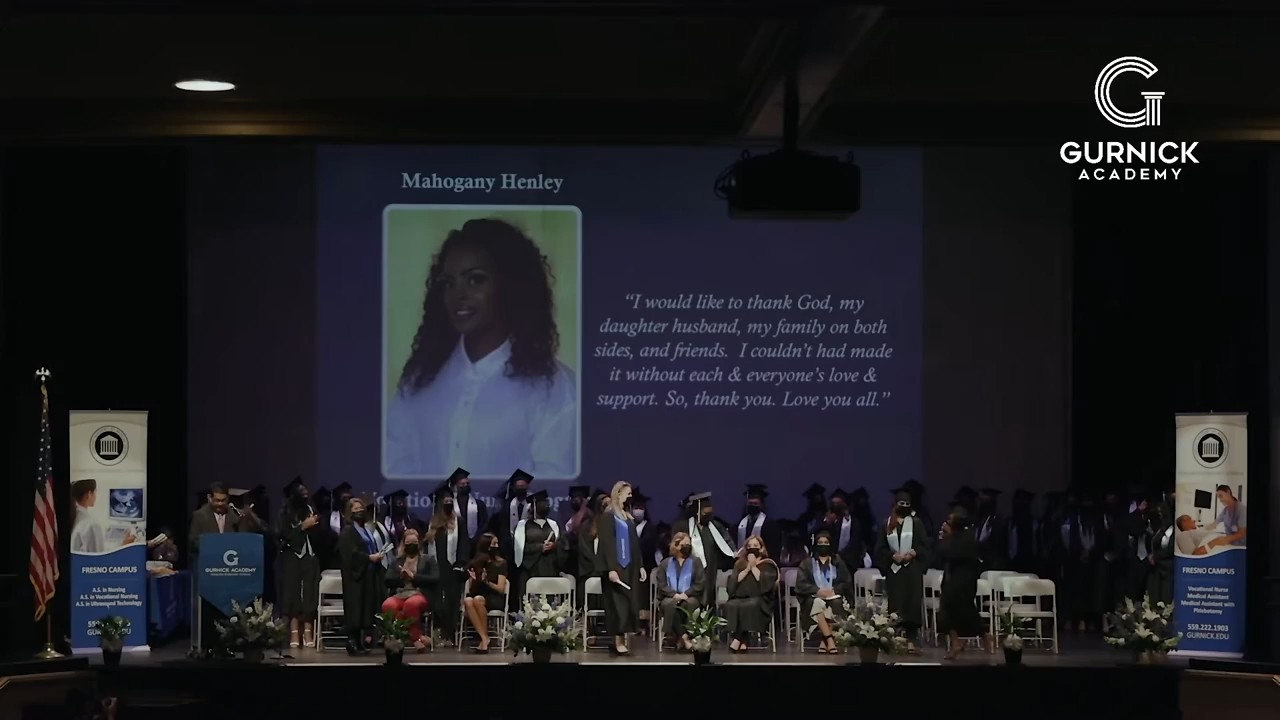 GURNICK
ACADEMY
Mahogany Henley
“I would like to thank God, my
daughter husband, my family on both
sides, and friends. I couldn’t had made
it without each & everyone’s love &
support. So, thank you. Love you all.”
FRESNO CAMPUS
A.S. in Nursing
A.S. in Vocational Nursing
A.S. in Ultrasound Technology
GURNICK
G
GURNICK ACADEMY
FRESNO CAMPUS
Vocational Nurse
Medical Assistant
Medical Assistant with
Phlebotomy
559.222.1903
GURNICK.EDU